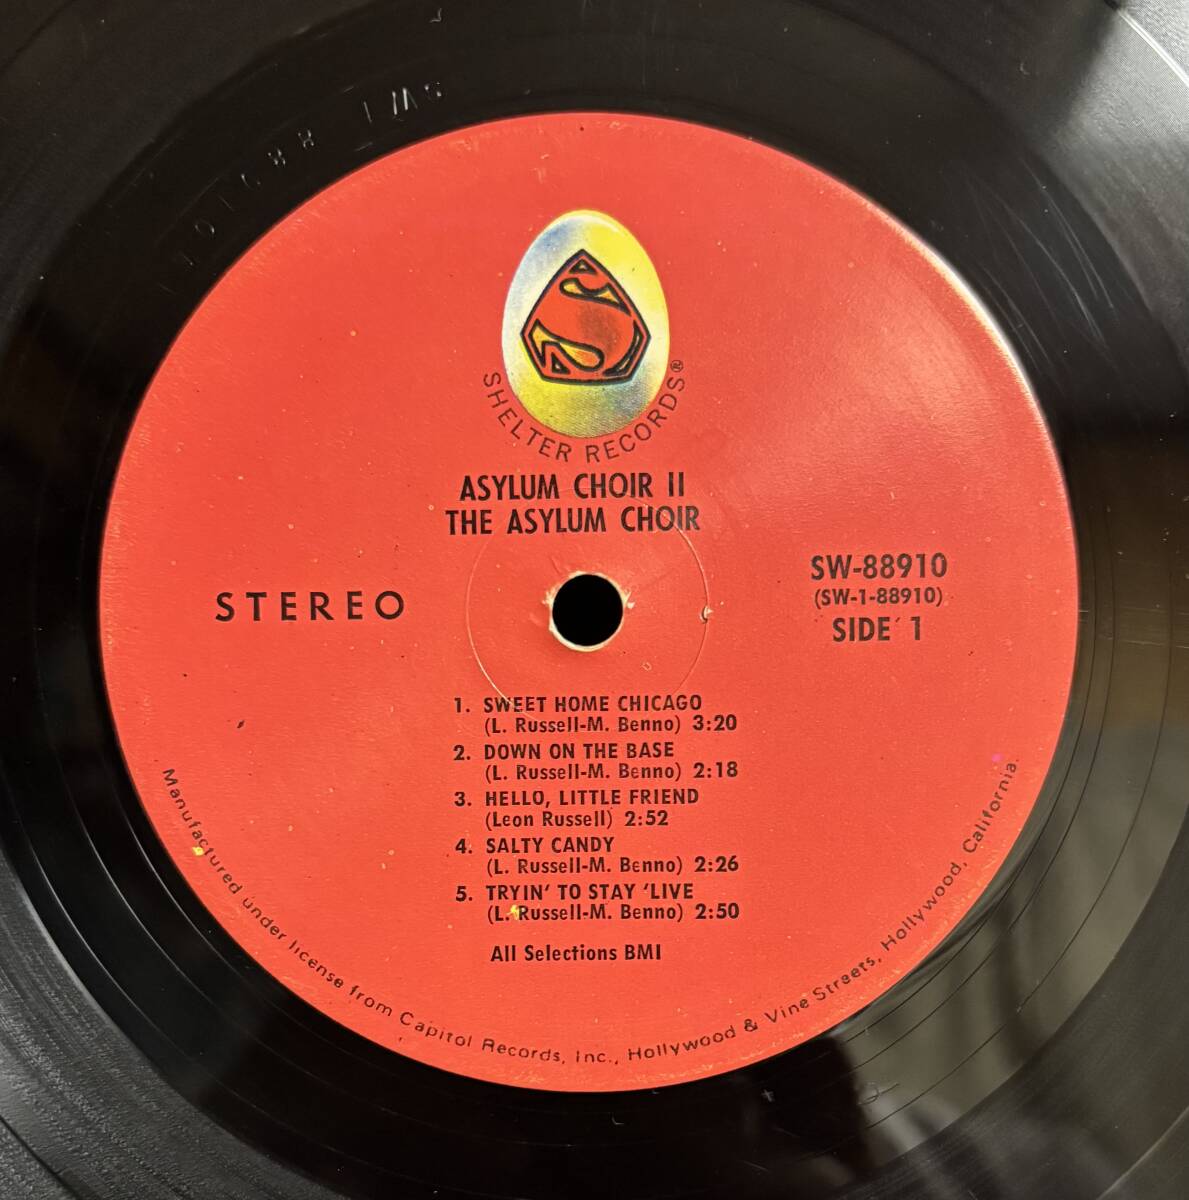 SHELTER RECORDS®
ASYLUM CHOIR II
THE ASYLUM CHOIR
STEREO
SW-88910
(SW-1-88910)
SIDE 1
1. SWEET HOME CHICAGO
(L. Russell-M. Benno) 3:20
2. DOWN ON THE BASE
(L. Russell-M. Benno) 2:18
3. HELLO, LITTLE FRIEND
(Leon Russell) 2:52
4. SALTY CANDY
(L. Russell-M. Benno) 2:26
5. TRYIN' TO STAY 'LIVE
(L. Russell-M. Benno) 2:50
All Selections BMI
Manufactured under license from Capitol Records, Inc., Hollywood & Vine Streets, Hollywood, California.